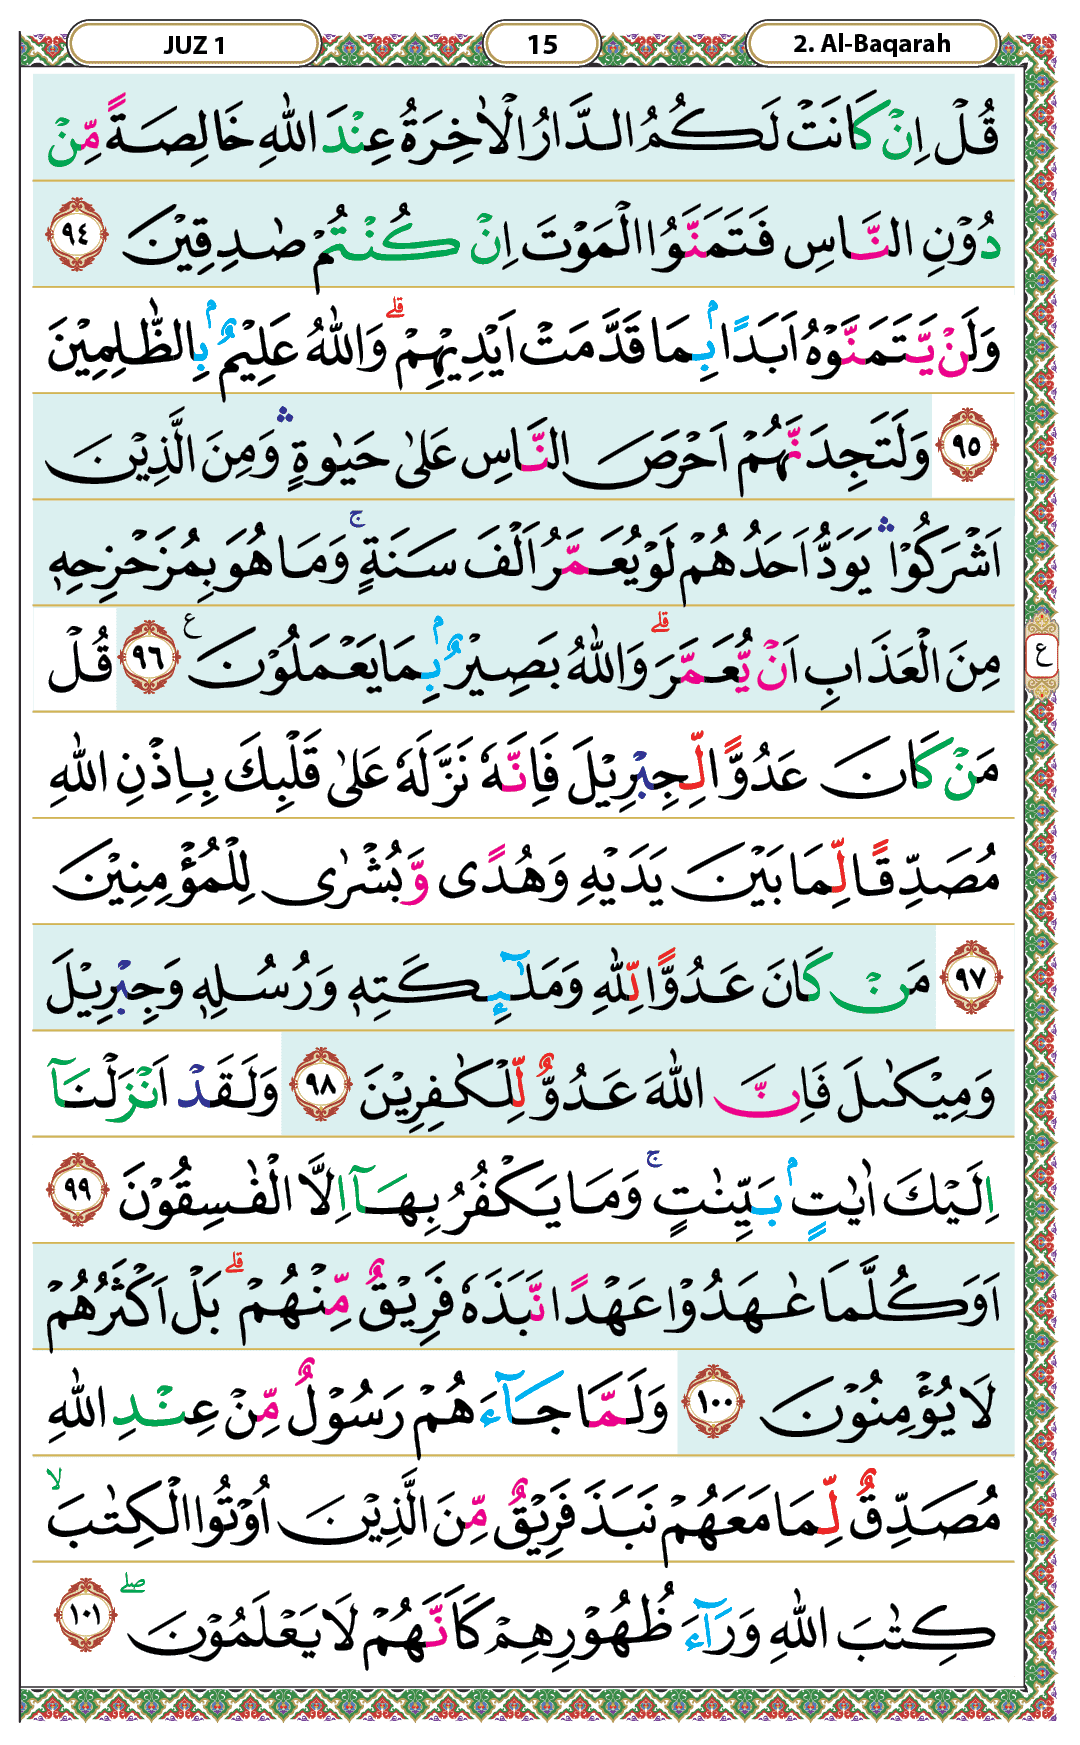 JUZ 1
15
2. Al-Baqarah
قُلْ اِنْ كَانَتْ لَكُمُ الدَّارُ الْاٰخِرَةُ عِنْدَ اللّٰهِ خَالِصَةً مِّنْ
دُوْنِ النَّاسِ فَتَمَنَّوُا الْمَوْتَ اِنْ كُنْتُمْ صٰدِقِيْنَ ٩٤
وَلَنْ يَّتَمَنَّوْهُ اَبَدًۢا بِمَا قَدَّمَتْ اَيْدِيْهِمْ ۗ وَاللّٰهُ عَلِيْمٌۢ بِالظّٰلِمِيْنَ
٩٥ وَلَتَجِدَنَّهُمْ اَحْرَصَ النَّاسِ عَلٰى حَيٰوةٍ ۛ وَمِنَ الَّذِيْنَ
اَشْرَكُوْا ۛ يَوَدُّ اَحَدُهُمْ لَوْ يُعَمَّرُ اَلْفَ سَنَةٍ ۚ وَمَا هُوَ بِمُزَحْزِحِهٖ
مِنَ الْعَذَابِ اَنْ يُّعَمَّرَ ۗ وَاللّٰهُ بَصِيْرٌۢ بِمَا يَعْمَلُوْنَ ع ٩٦ قُلْ
ع
مَنْ كَانَ عَدُوًّا لِّجِبْرِيْلَ فَاِنَّهٗ نَزَّلَهٗ عَلٰى قَلْبِكَ بِاِذْنِ اللّٰهِ
مُصَدِّقًا لِّمَا بَيْنَ يَدَيْهِ وَهُدًى وَّبُشْرٰى لِلْمُؤْمِنِيْنَ
٩٧ مَنْ كَانَ عَدُوًّا لِّلّٰهِ وَمَلٰۤىِٕكَتِهٖ وَرُسُلِهٖ وَجِبْرِيْلَ
وَمِيْكٰىلَ فَاِنَّ اللّٰهَ عَدُوٌّ لِّلْكٰفِرِيْنَ ٩٨ وَلَقَدْ اَنْزَلْنَآ
اِلَيْكَ اٰيٰتٍۢ بَيِّنٰتٍ ۚ وَمَا يَكْفُرُ بِهَآ اِلَّا الْفٰسِقُوْنَ ٩٩
اَوَكُلَّمَا عٰهَدُوْا عَهْدًا نَّبَذَهٗ فَرِيْقٌ مِّنْهُمْ ۗ بَلْ اَكْثَرُهُمْ
لَا يُؤْمِنُوْنَ ١٠٠ وَلَمَّا جَاۤءَهُمْ رَسُوْلٌ مِّنْ عِنْدِ اللّٰهِ
مُصَدِّقٌ لِّمَا مَعَهُمْ نَبَذَ فَرِيْقٌ مِّنَ الَّذِيْنَ اُوْتُوا الْكِتٰبَ ۙ
كِتٰبَ اللّٰهِ وَرَاۤءَ ظُهُوْرِهِمْ كَاَنَّهُمْ لَا يَعْلَمُوْنَ ۖ ١٠١